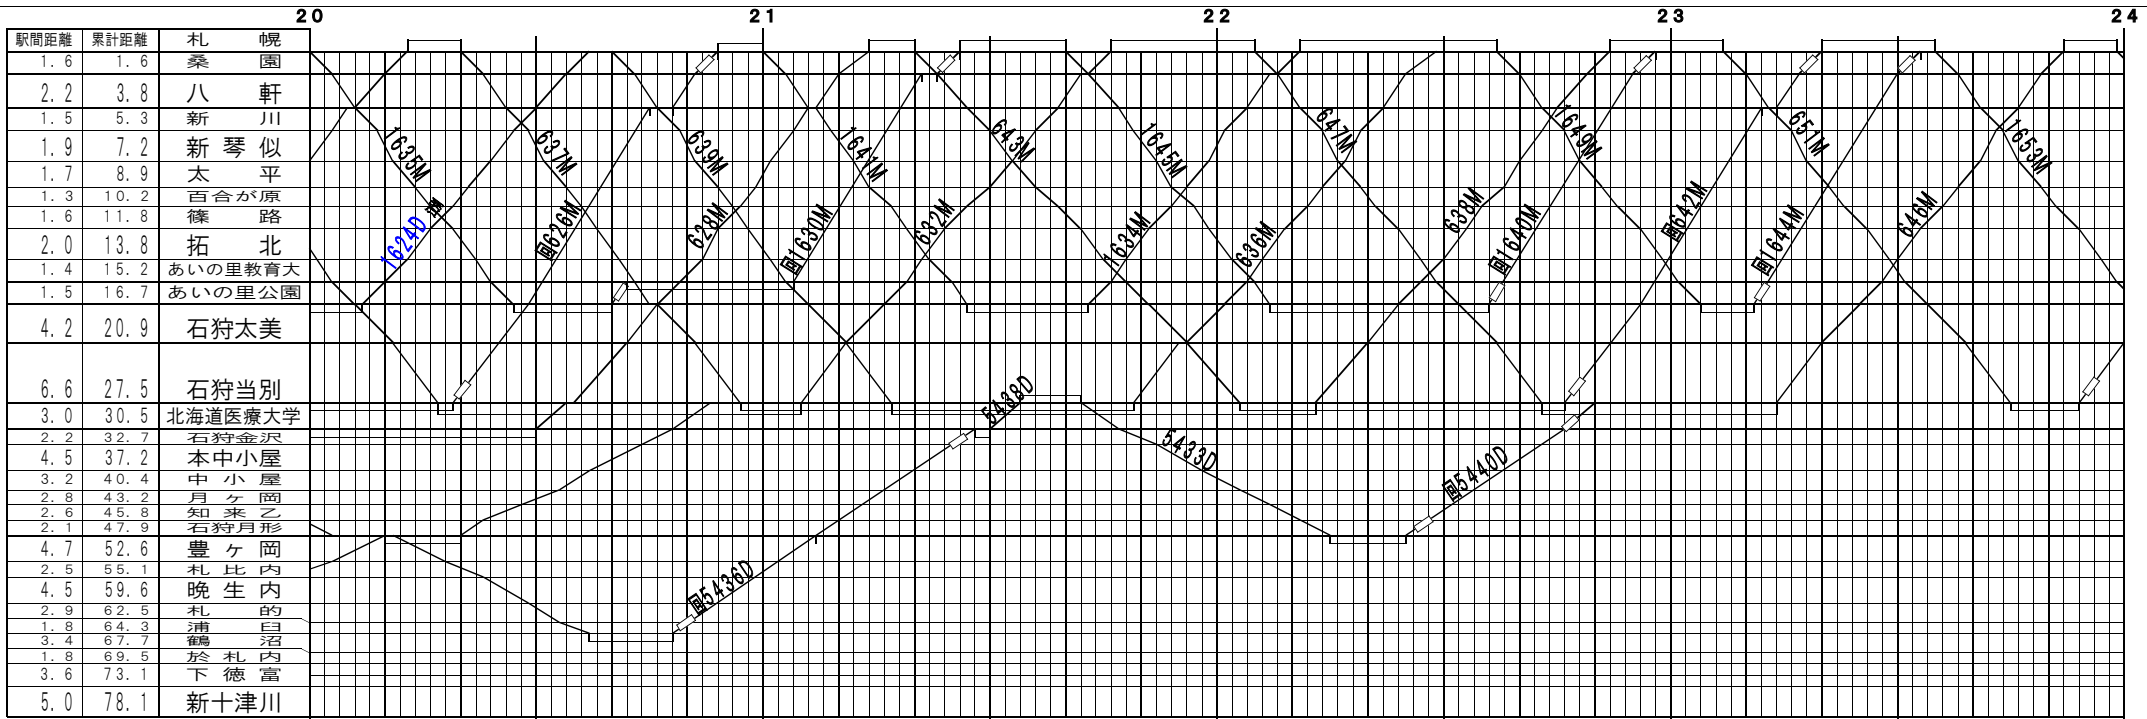 20 21 22 23 24
駅間距離 累計距離 札幌
1.6 1.6 桑園
2.2 3.8 八軒
1.5 5.3 新川
1.9 7.2 新琴似
1.7 8.9 太平
1.3 10.2 百合が原
1.6 11.8 篠路
2.0 13.8 拓北
1.4 15.2 あいの里教育大
1.5 16.7 あいの里公園
4.2 20.9 石狩太美
6.6 27.5 石狩当別
3.0 30.5 北海道医療大学
2.2 32.7 石狩金沢
4.5 37.2 本中小屋
3.2 40.4 中小屋
2.8 43.2 月ヶ岡
2.6 45.8 知来乙
2.1 47.9 石狩月形
4.7 52.6 豊ヶ岡
2.5 55.1 札比内
4.5 59.6 晩生内
2.9 62.5 札的
1.8 64.3 浦臼
3.4 67.7 鶴沼
1.8 69.5 於札内
3.6 73.1 下徳富
5.0 78.1 新十津川
1635M
637M
639M
1641M
643M
1645M
647M
1649M
651M
1653M
1624D
回626M
628M
回1630M
632M
1634M
636M
638M
回1640M
回642M
回1644M
646M
5438D
5433D
回5440D
回5436D